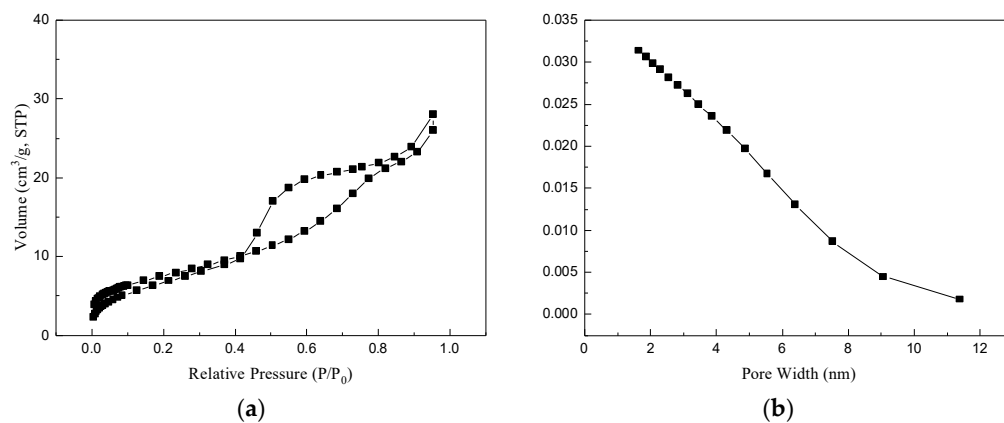 40
30
20
10
0
Volume (cm³/g, STP)
0.0 0.2 0.4 0.6 0.8 1.0
Relative Pressure (P/P₀)
(a)
0.035
0.030
0.025
0.020
0.015
0.010
0.005
0.000
0 2 4 6 8 10 12
Pore Width (nm)
(b)